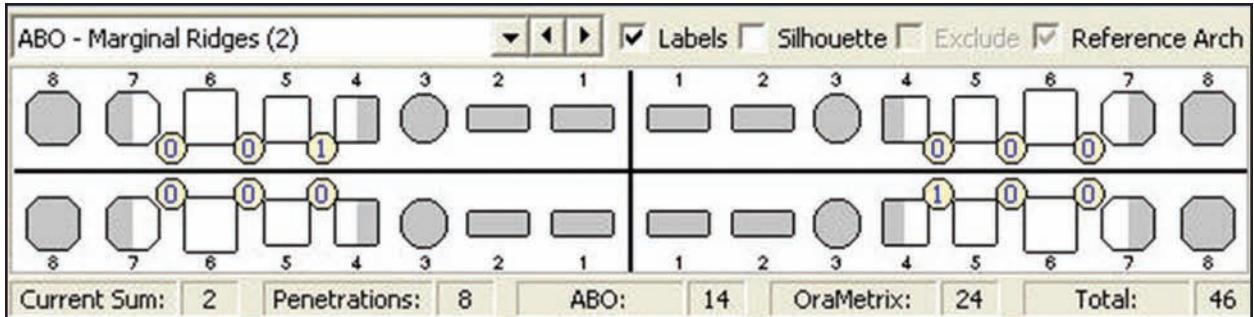 ABO - Marginal Ridges (2) Labels Silhouette Exclude Reference Arch
8 7 6 5 4 3 2 1 1 2 3 4 5 6 7 8
0 0 1 0 0 0
0 0 0 1 0 0
8 7 6 5 4 3 2 1 1 2 3 4 5 6 7 8
Current Sum: 2 Penetrations: 8 ABO: 14 OraMetrix: 24 Total: 46